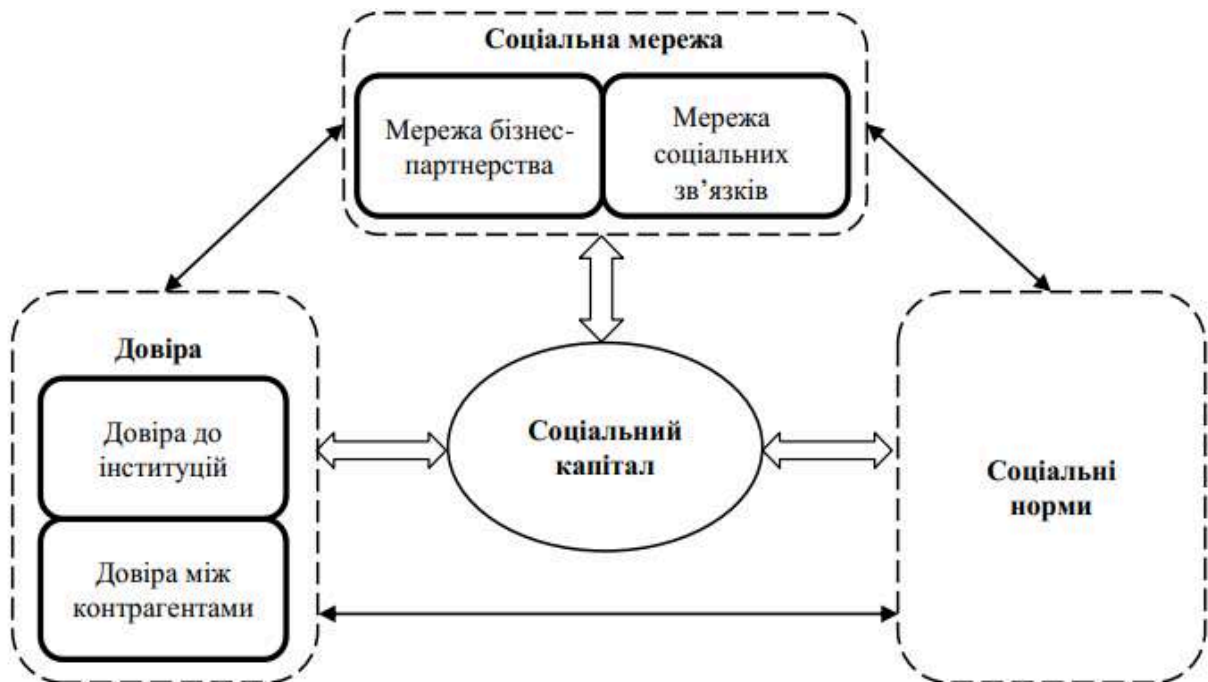 Соціальна мережа
Мережа бізнес-
партнерства
Мережа
соціальних
зв’язків
Довіра
Довіра до
інституцій
Довіра між
контрагентами
Соціальний
капітал
Соціальні
норми